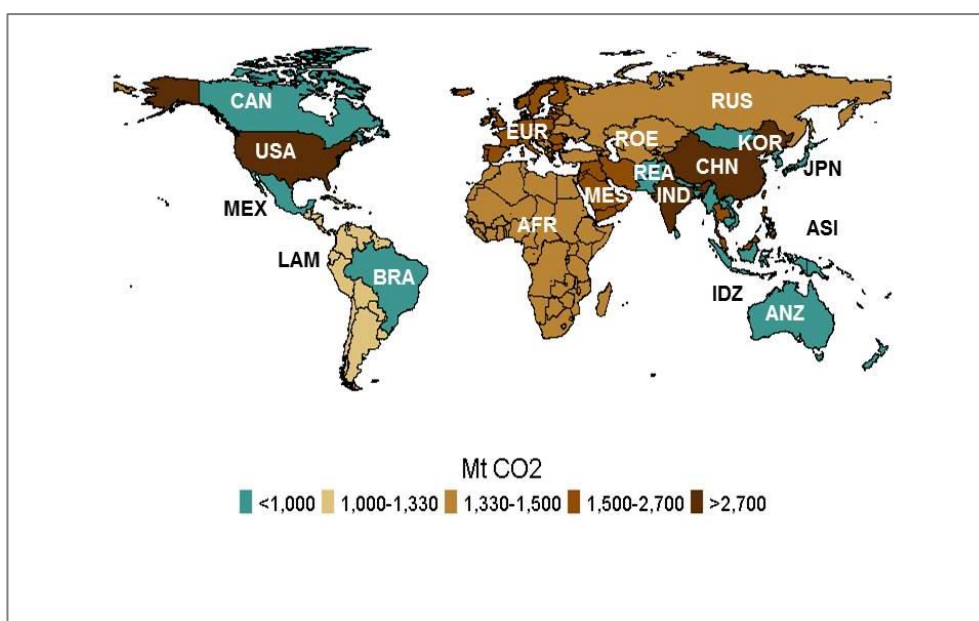 CAN
RUS
EUR
ROE
KOR
USA
CHN
REA
JPN
MEX
MES
IND
AFR
ASI
LAM
BRA
IDZ
ANZ
Mt CO2
<1,000 1,000-1,330 1,330-1,500 1,500-2,700 >2,700